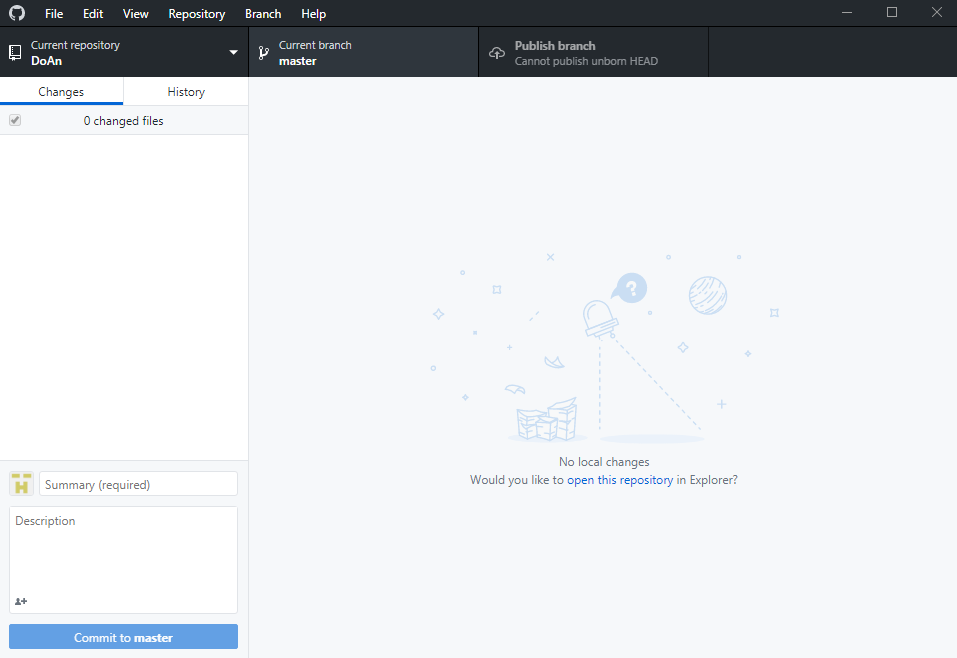 File Edit View Repository Branch Help
Current repository
DoAn
Current branch
master
Publish branch
Cannot publish unborn HEAD
Changes
History
0 changed files
?
No local changes
Would you like to open this repository in Explorer?
Summary (required)
Description
Commit to master